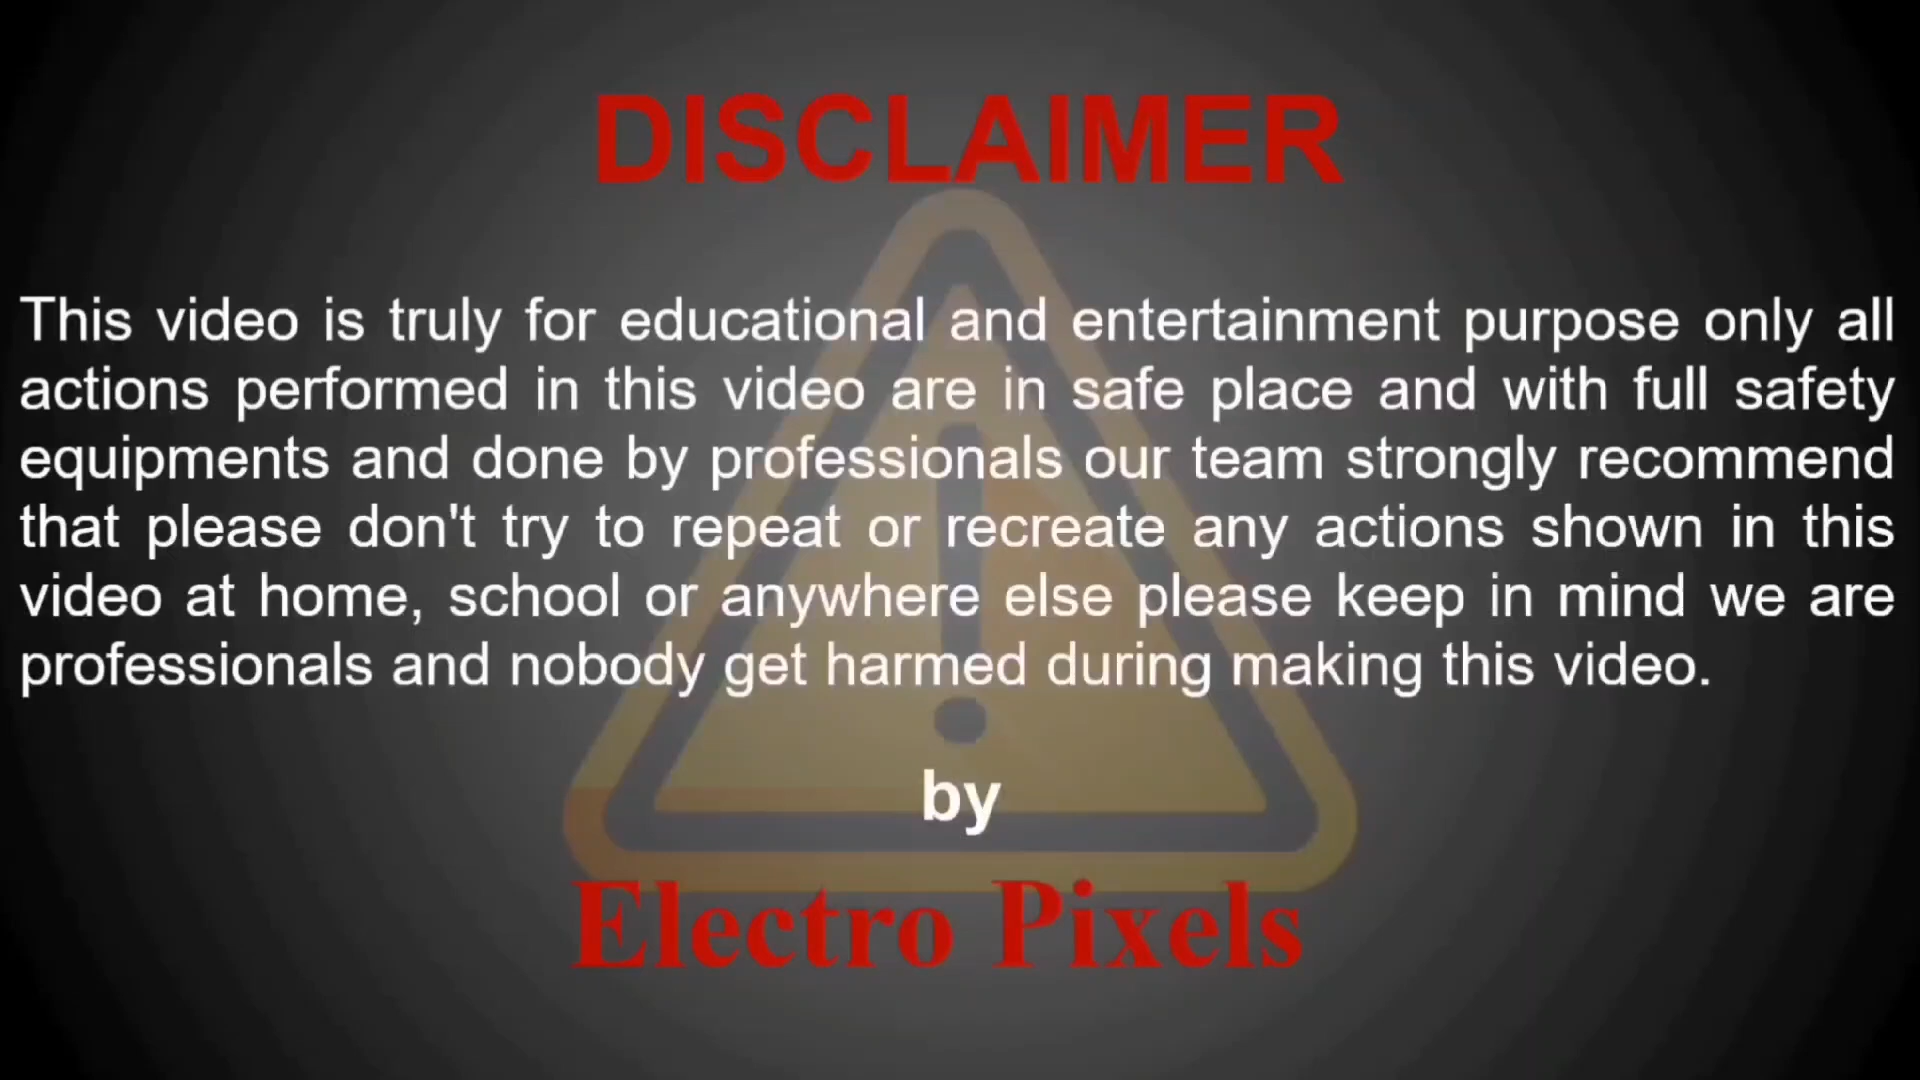 DISCLAIMER
This video is truly for educational and entertainment purpose only all
actions performed in this video are in safe place and with full safety
equipments and done by professionals our team strongly recommend
that please don't try to repeat or recreate any actions shown in this
video at home, school or anywhere else please keep in mind we are
professionals and nobody get harmed during making this video.
by
Electro Pixels